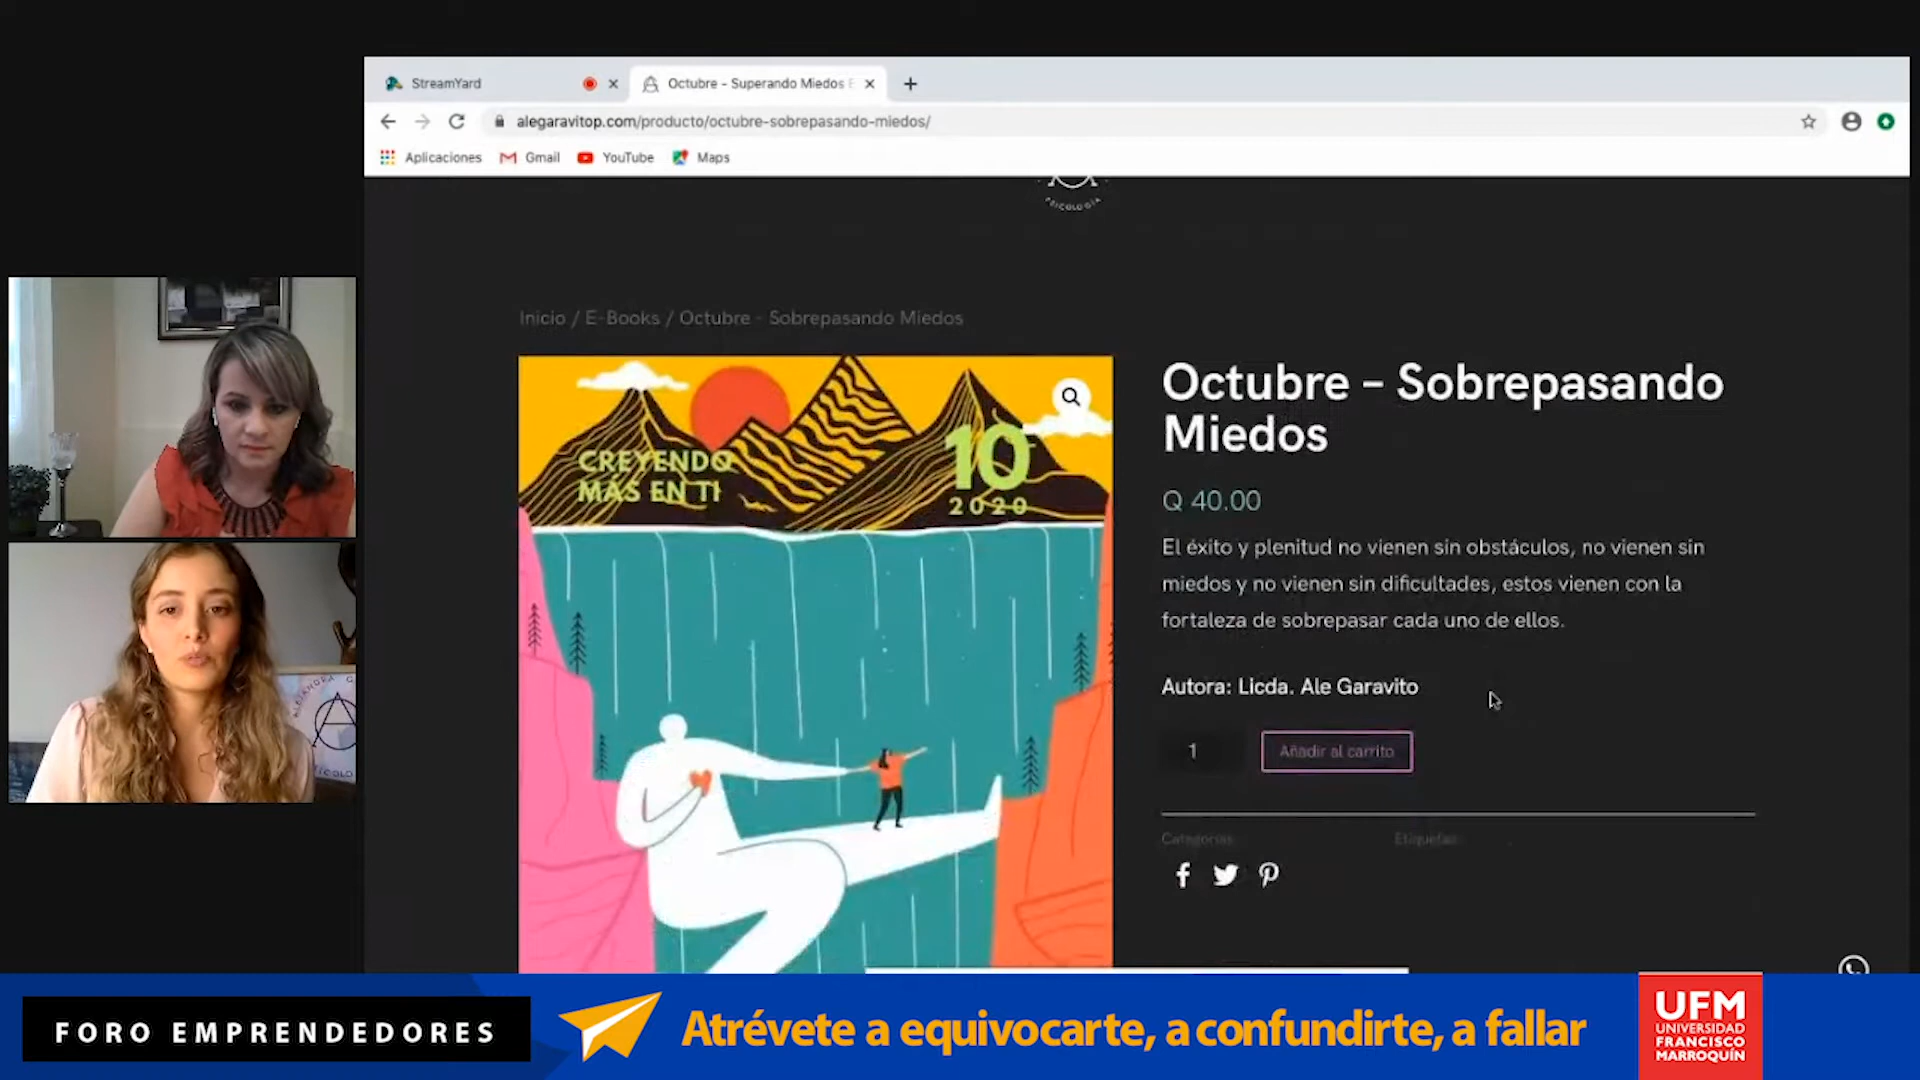 StreamYard
Octubre - Superando Miedos E
alegaravitop.com/producto/octubre-sobrepasando-miedos/
Aplicaciones
Gmail
YouTube
Maps
PSICOLOGÍA
Inicio / E-Books / Octubre - Sobrepasando Miedos
CREYENDO
MÁS EN TI
10
2020
Octubre – Sobrepasando
Miedos
Q 40.00
El éxito y plenitud no vienen sin obstáculos, no vienen sin
miedos y no vienen sin dificultades, estos vienen con la
fortaleza de sobrepasar cada uno de ellos.
Autora: Licda. Ale Garavito
1
Añadir al carrito
Categorías:
Etiquetas:
FORO EMPRENDEDORES
Atrévete a equivocarte, a confundirte, a fallar
UFM
UNIVERSIDAD
FRANCISCO
MARROQUÍN